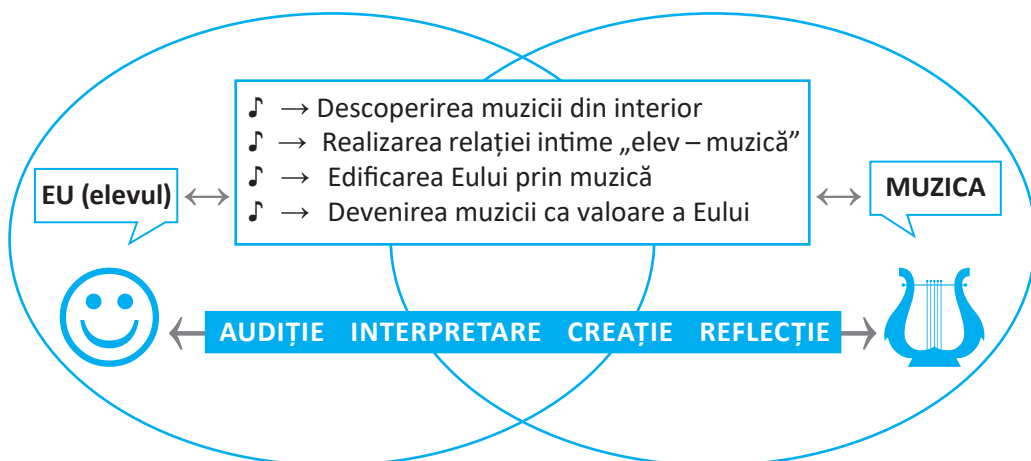 ♪ → Descoperirea muzicii din interior
♪ → Realizarea relației intime „elev – muzică”
♪ → Edificarea Eului prin muzică
♪ → Devenirea muzicii ca valoare a Eului
EU (elevul)
MUZICA
AUDIȚIE INTERPRETARE CREAȚIE REFLECȚIE